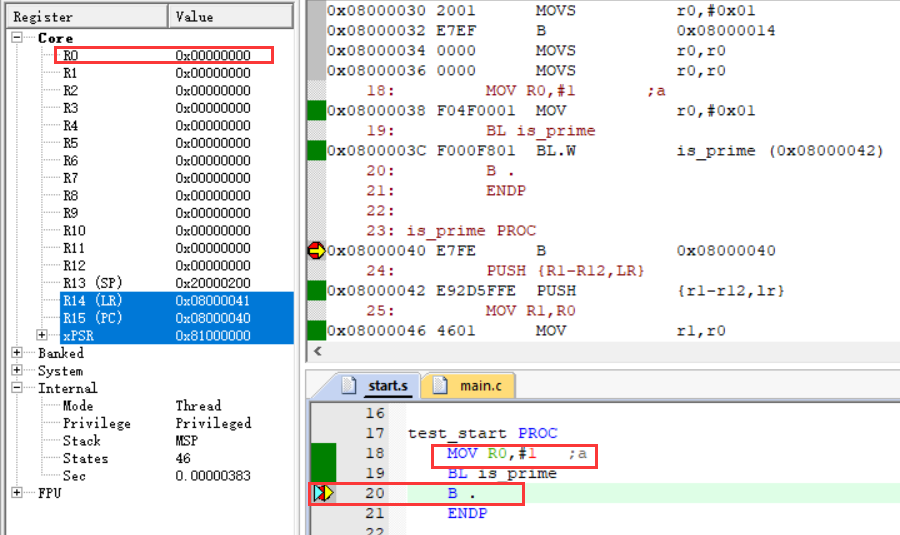 Register Value
Core
R0 0x00000000
R1 0x00000000
R2 0x00000000
R3 0x00000000
R4 0x00000000
R5 0x00000000
R6 0x00000000
R7 0x00000000
R8 0x00000000
R9 0x00000000
R10 0x00000000
R11 0x00000000
R12 0x00000000
R13 (SP) 0x20000200
R14 (LR) 0x08000041
R15 (PC) 0x08000040
xPSR 0x81000000
Banked
System
Internal
Mode Thread
Privilege Privileged
Stack MSP
States 46
Sec 0.00000383
FPU
0x08000030 2001 MOVS r0,#0x01
0x08000032 E7EF B 0x08000014
0x08000034 0000 MOVS r0,r0
0x08000036 0000 MOVS r0,r0
18: MOV R0,#1 ;a
0x08000038 F04F0001 MOV r0,#0x01
19: BL is_prime
0x0800003C F000F801 BL.W is_prime (0x08000042)
20: B .
21: ENDP
22:
23: is_prime PROC
0x08000040 E7FE B 0x08000040
24: PUSH {R1-R12,LR}
0x08000042 E92D5FFE PUSH {r1-r12,lr}
25: MOV R1,R0
0x08000046 4601 MOV r1,r0
start.s main.c
16
17 test_start PROC
18 MOV R0,#1 ;a
19 BL is_prime
20 B .
21 ENDP
22